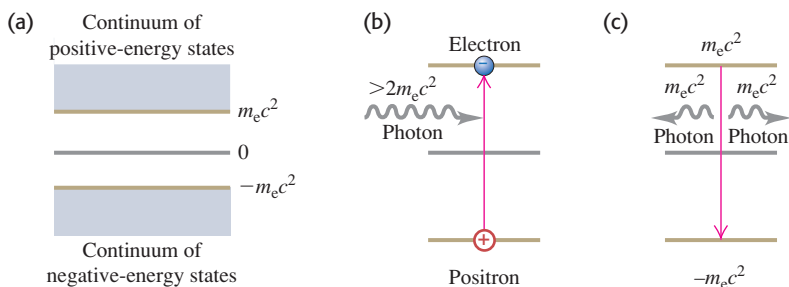 (a)
Continuum of
positive-energy states
mₑc²
0
−mₑc²
Continuum of
negative-energy states
(b)
Electron
−
>2mₑc²
Photon
+
Positron
(c)
mₑc²
mₑc² mₑc²
Photon Photon
−mₑc²